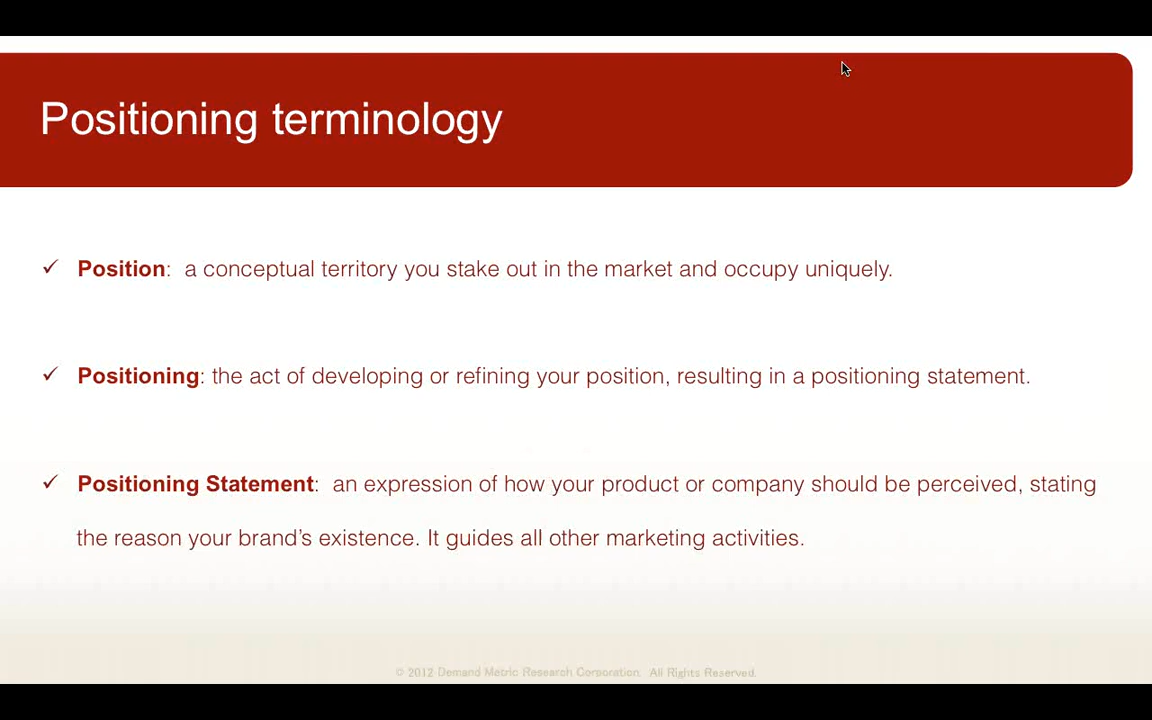 Positioning terminology
✓ Position: a conceptual territory you stake out in the market and occupy uniquely.
✓ Positioning: the act of developing or refining your position, resulting in a positioning statement.
✓ Positioning Statement: an expression of how your product or company should be perceived, stating
the reason your brand’s existence. It guides all other marketing activities.
© 2012 Demand Metric Research Corporation. All Rights Reserved.